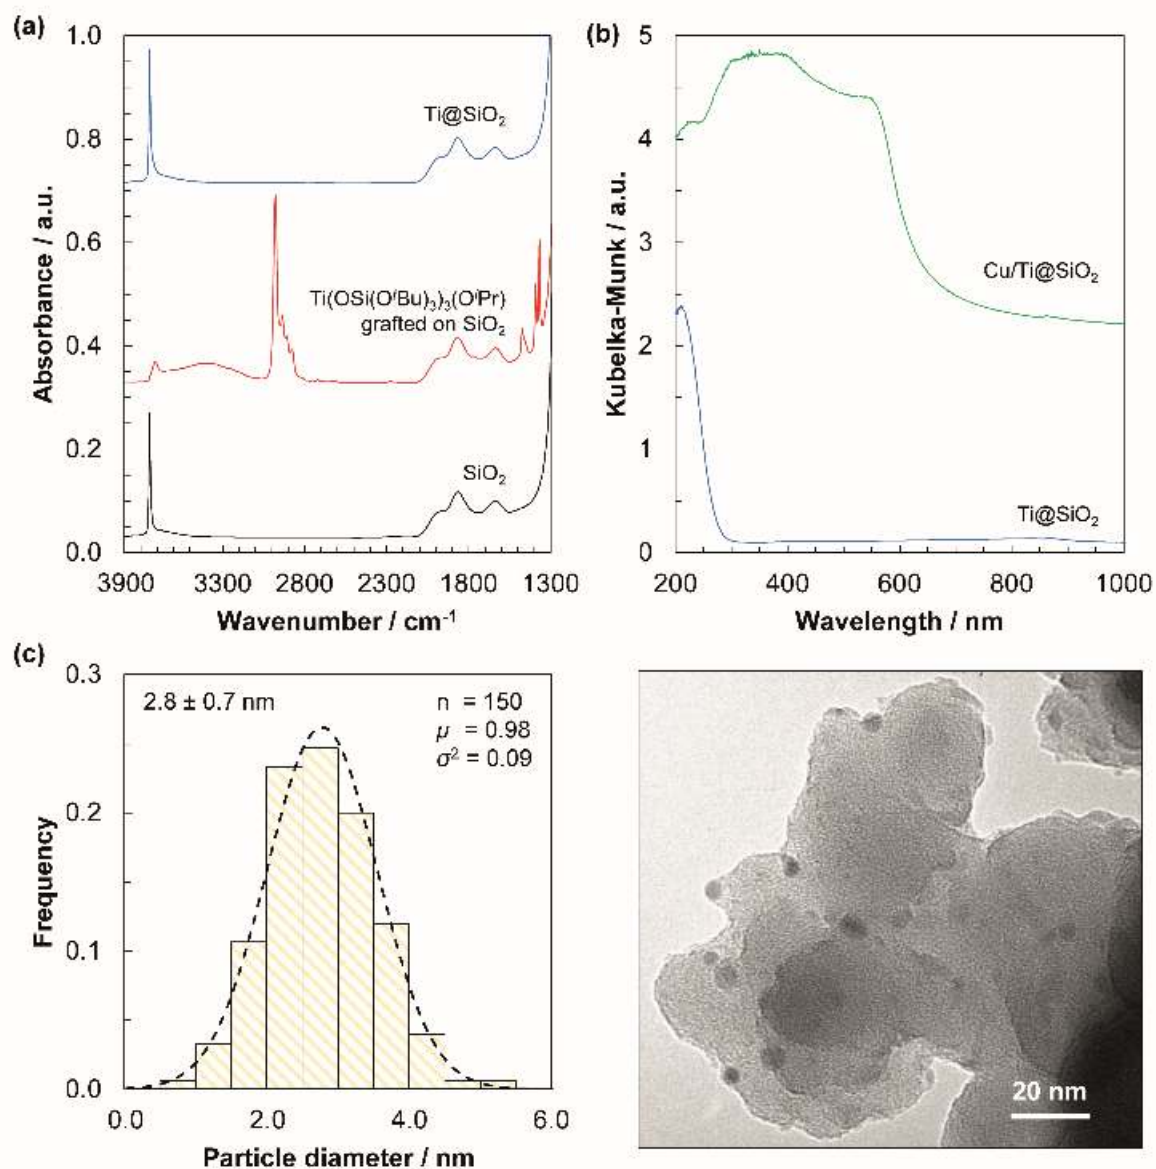 (a)
1.0
0.8
0.6
0.4
0.2
0.0
Absorbance / a.u.
Ti@SiO₂
Ti(OSi(OᵗBu)₃)₃(OⁱPr)
grafted on SiO₂
SiO₂
3900 3300 2800 2300 1800 1300
Wavenumber / cm⁻¹
(b)
5
4
3
2
1
0
Kubelka-Munk / a.u.
Cu/Ti@SiO₂
Ti@SiO₂
200 400 600 800 1000
Wavelength / nm
(c)
0.3
0.2
0.1
0.0
Frequency
2.8 ± 0.7 nm
n = 150
μ = 0.98
σ² = 0.09
0.0 2.0 4.0 6.0
Particle diameter / nm
20 nm